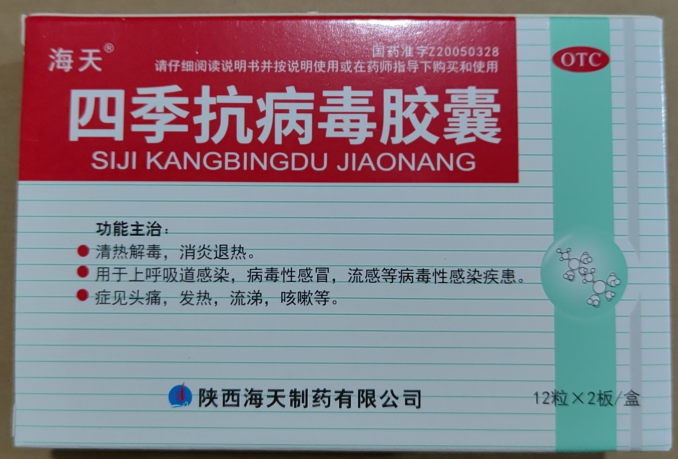 海天®
国药准字Z20050328
请仔细阅读说明书并按说明使用或在药师指导下购买和使用
OTC
四季抗病毒胶囊
SIJI KANGBINGDU JIAONANG
功能主治：
● 清热解毒，消炎退热。
● 用于上呼吸道感染，病毒性感冒，流感等病毒性感染疾患。
● 症见头痛，发热，流涕，咳嗽等。
陕西海天制药有限公司
12粒×2板/盒